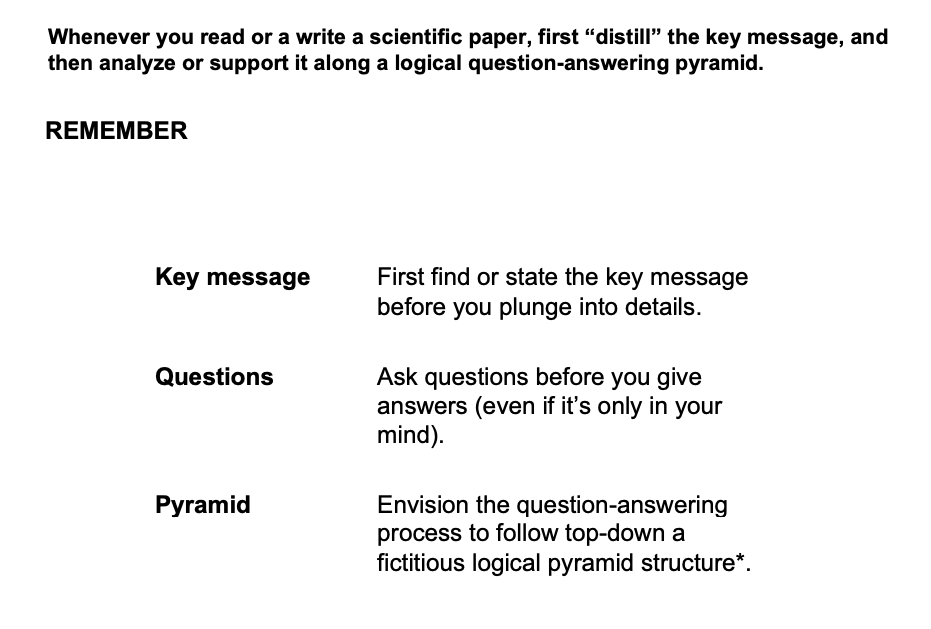 Whenever you read or a write a scientific paper, first “distill” the key message, and
then analyze or support it along a logical question-answering pyramid.
REMEMBER
Key message
First find or state the key message
before you plunge into details.
Questions
Ask questions before you give
answers (even if it’s only in your
mind).
Pyramid
Envision the question-answering
process to follow top-down a
fictitious logical pyramid structure*.